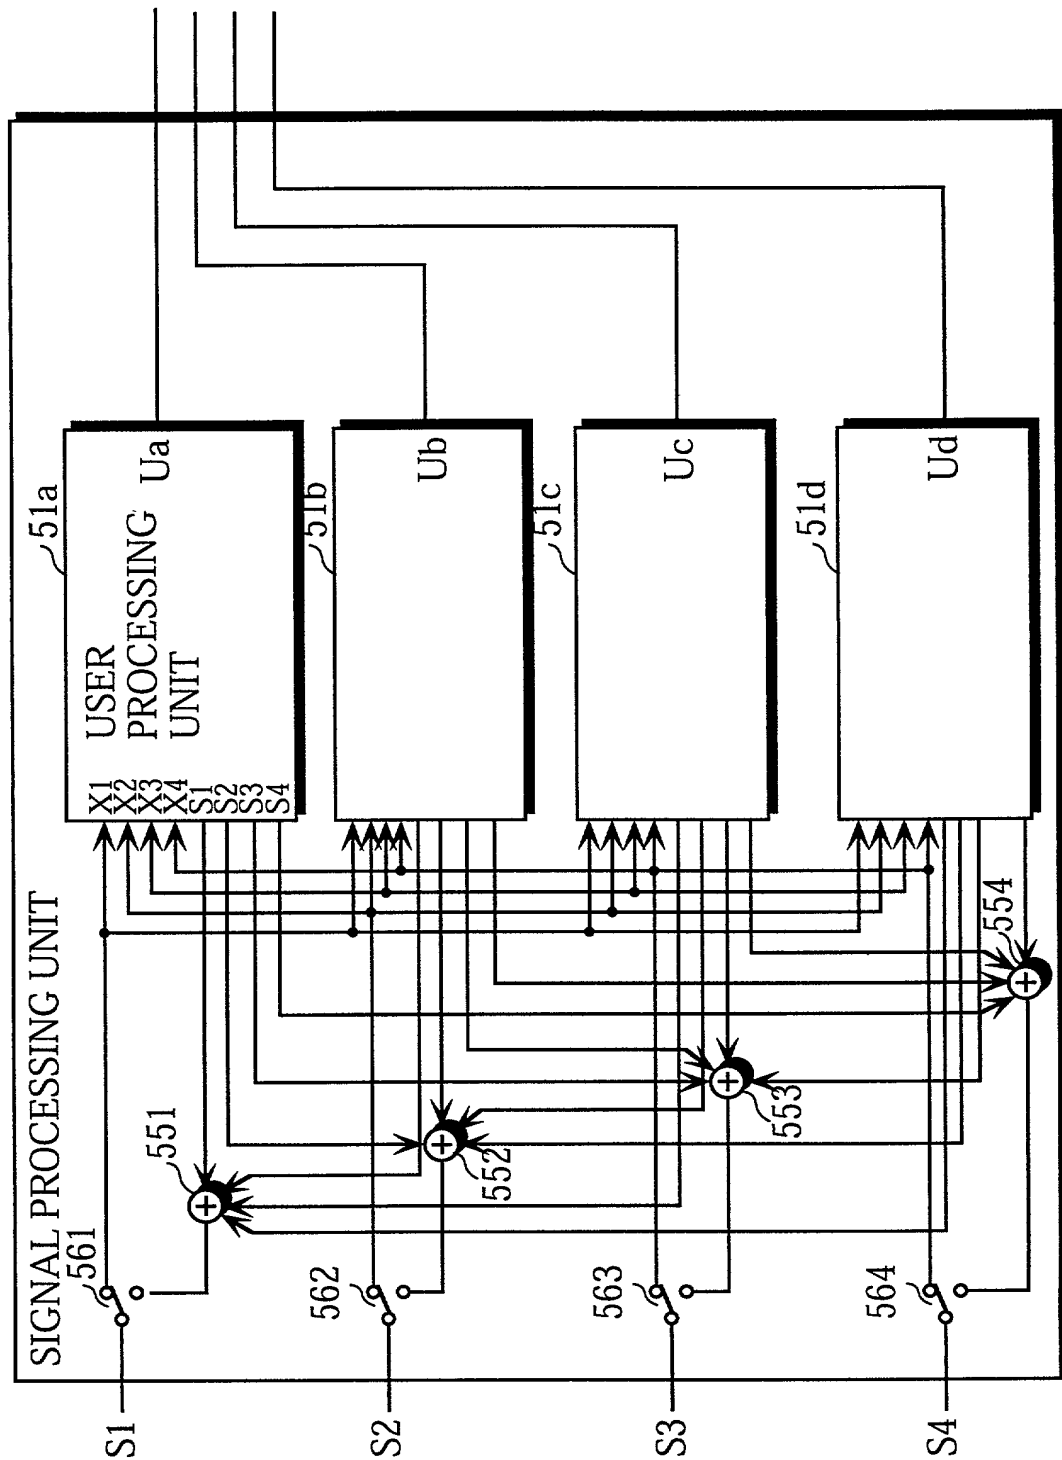 SIGNAL PROCESSING UNIT
51a
USER
PROCESSING
UNIT
Ua
X1
X2
X3
X4
S1
S2
S3
S4
51b
Ub
51c
Uc
51d
Ud
551
552
553
554
561
562
563
564
S1
S2
S3
S4